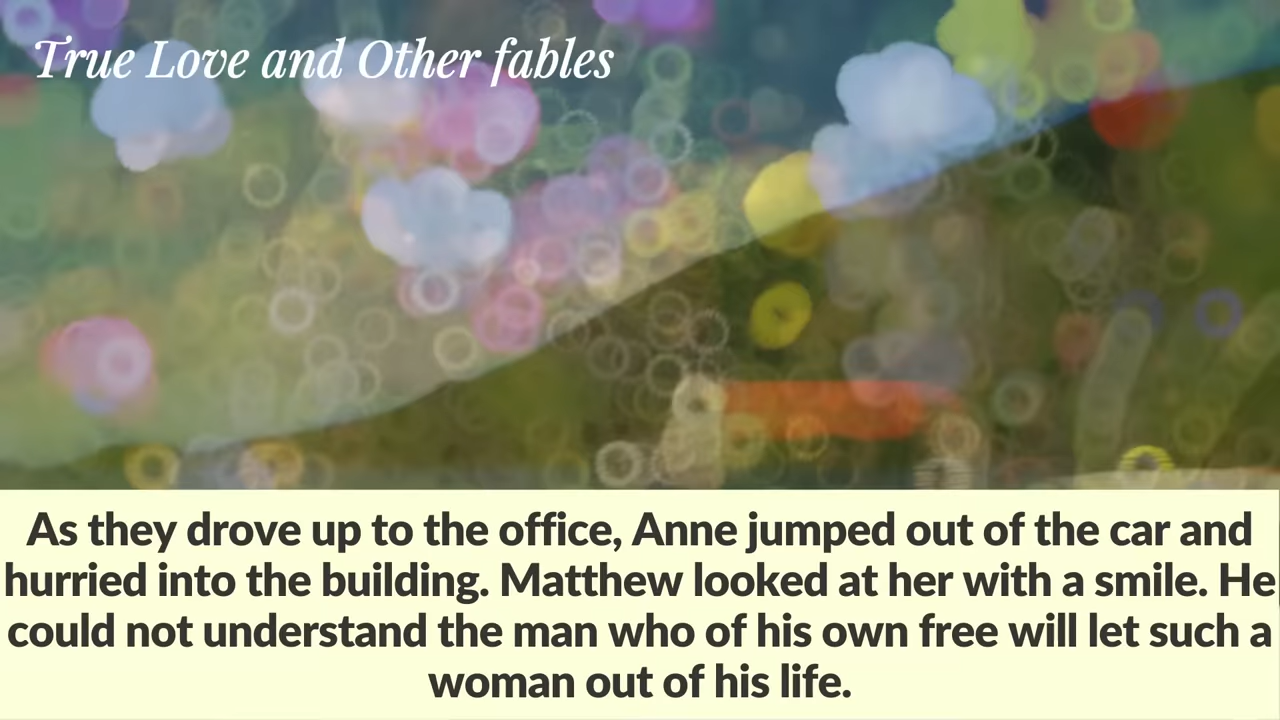 True Love and Other fables
As they drove up to the office, Anne jumped out of the car and
hurried into the building. Matthew looked at her with a smile. He
could not understand the man who of his own free will let such a
woman out of his life.